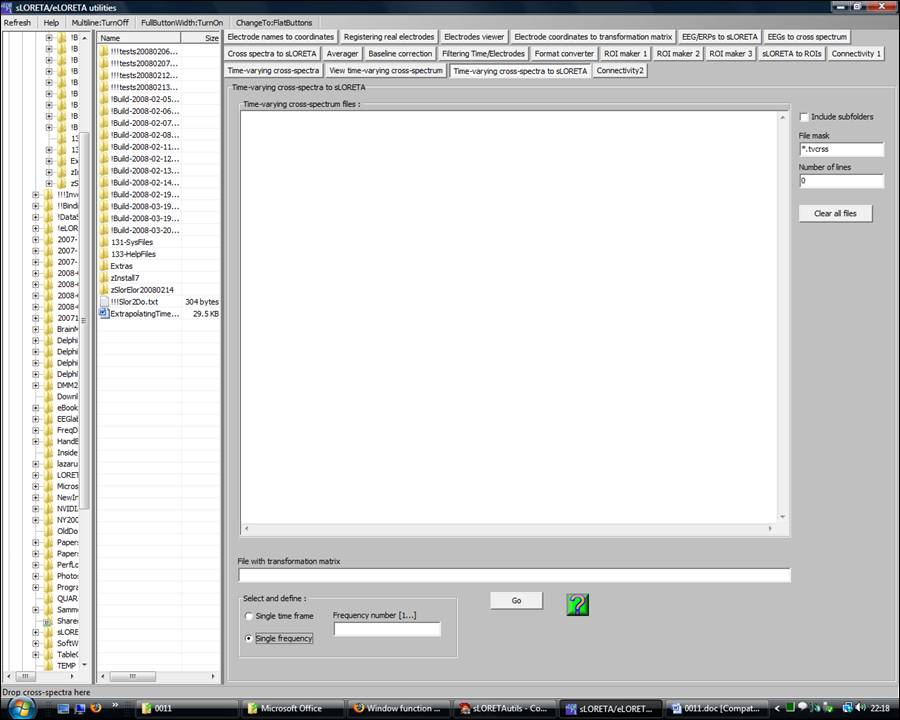 sLORETA/eLORETA utilities
Refresh Help Multiline:TurnOff FullButtonWidth:TurnOn ChangeTo:FlatButtons
Electrode names to coordinates Registering real electrodes Electrodes viewer Electrode coordinates to transformation matrix EEG/ERPs to sLORETA EEGs to cross spectrum
Cross spectra to sLORETA Averager Baseline correction Filtering Time/Electrodes Format converter ROI maker 1 ROI maker 2 ROI maker 3 sLORETA to ROIs Connectivity 1
Time-varying cross-spectra View time-varying cross-spectrum Time-varying cross-spectra to sLORETA Connectivity2
!B
!B
!B
!B
!B
!B
!B
!B
!B
13
13
Ex
zI
zS
!!!Inv
!!Bindi
!DataS
!eLOR
2007-
2007-
2007-
2008-
2008-
2008-
2008-
20071
BrainM
Delphi
Delphi
Delphi
Delphi
DMM2
Downl
eBook
EEGlab
FreqD
HandB
Inside
lazaru
LORET
Micros
NewIn
NVIDI
NY200
OldDo
Papers
Papers
PerfLo
Photos
Progra
QUAR
Samm
Share
sLORE
SoftW
TableC
TEMP
Name Size
!!!tests20080206...
!!!tests20080207...
!!!tests20080212...
!!!tests20080213...
!Build-2008-02-05...
!Build-2008-02-06...
!Build-2008-02-07...
!Build-2008-02-08...
!Build-2008-02-11...
!Build-2008-02-12...
!Build-2008-02-13...
!Build-2008-02-14...
!Build-2008-02-19...
!Build-2008-03-19...
!Build-2008-03-19...
!Build-2008-03-20...
131-SysFiles
133-HelpFiles
Extras
zInstall7
zSlorElor20080214
!!!Slor2Do.txt 304 bytes
ExtrapolatingTime... 29.5 KB
Time-varying cross-spectra to sLORETA
Time-varying cross-spectrum files :
Include subfolders
File mask
*.tvcrss
Number of lines
0
Clear all files
File with transformation matrix
Select and define :
Single time frame
Single frequency
Frequency number [1...]
Go
?
Drop cross-spectra here
0011 Microsoft Office Window function ... sLORETAutils - Co... sLORETA/eLORET... 0011.doc [Compat... 22:18